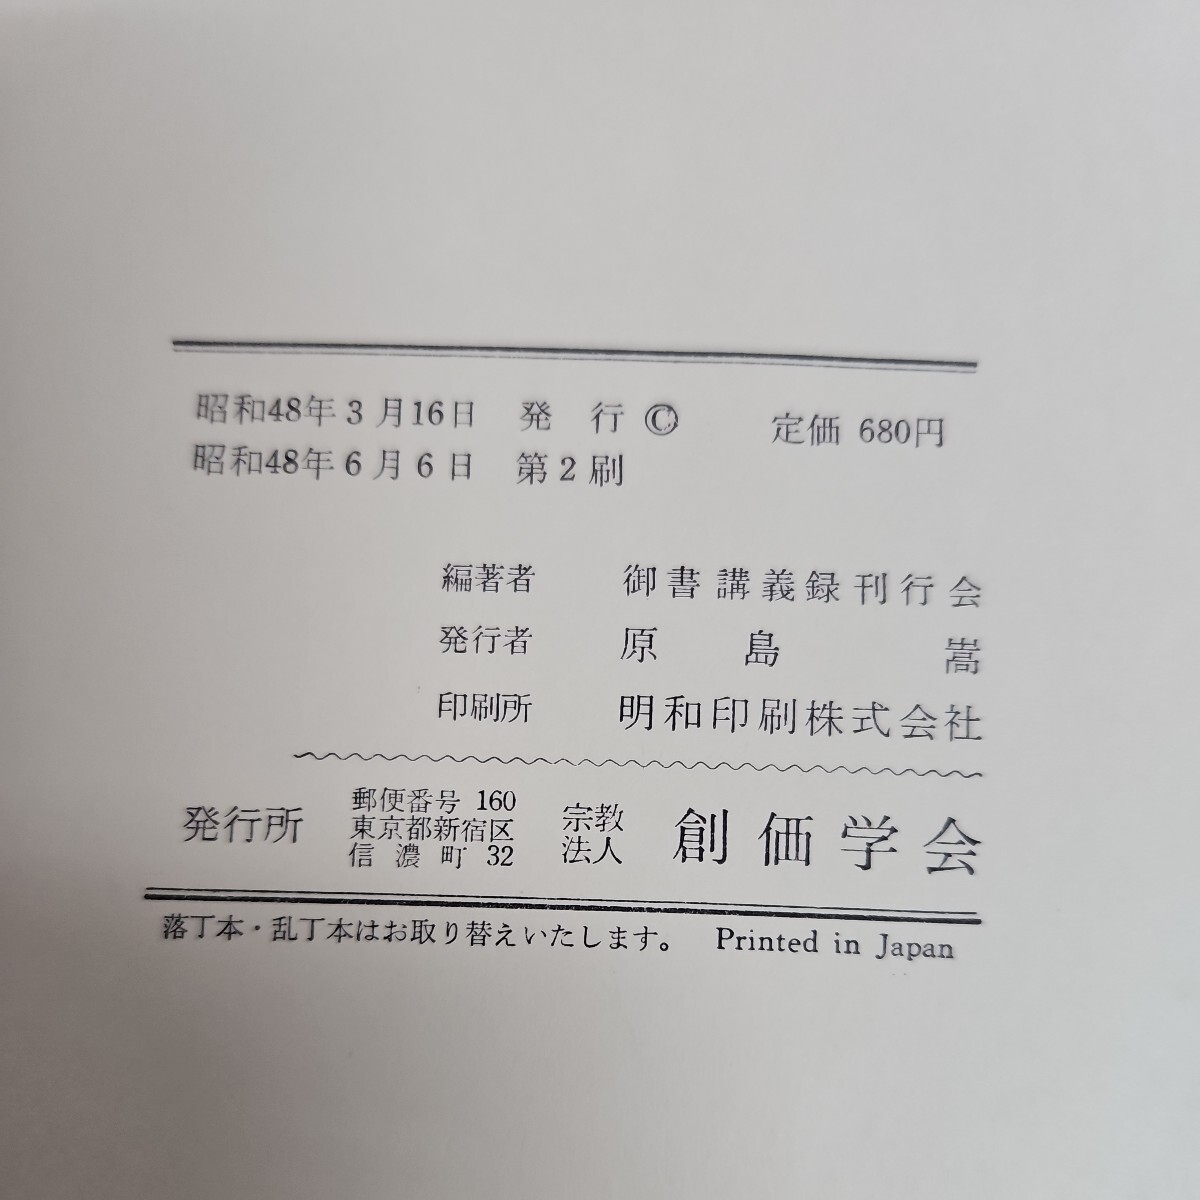 昭和48年3月16日 発行 © 定価 680円
昭和48年6月6日 第2刷
編著者 御書講義録刊行会
発行者 原島嵩
印刷所 明和印刷株式会社
発行所 郵便番号 160 東京都新宿区 信濃町 32 宗教法人 創価学会
落丁本・乱丁本はお取り替えいたします。 Printed in Japan